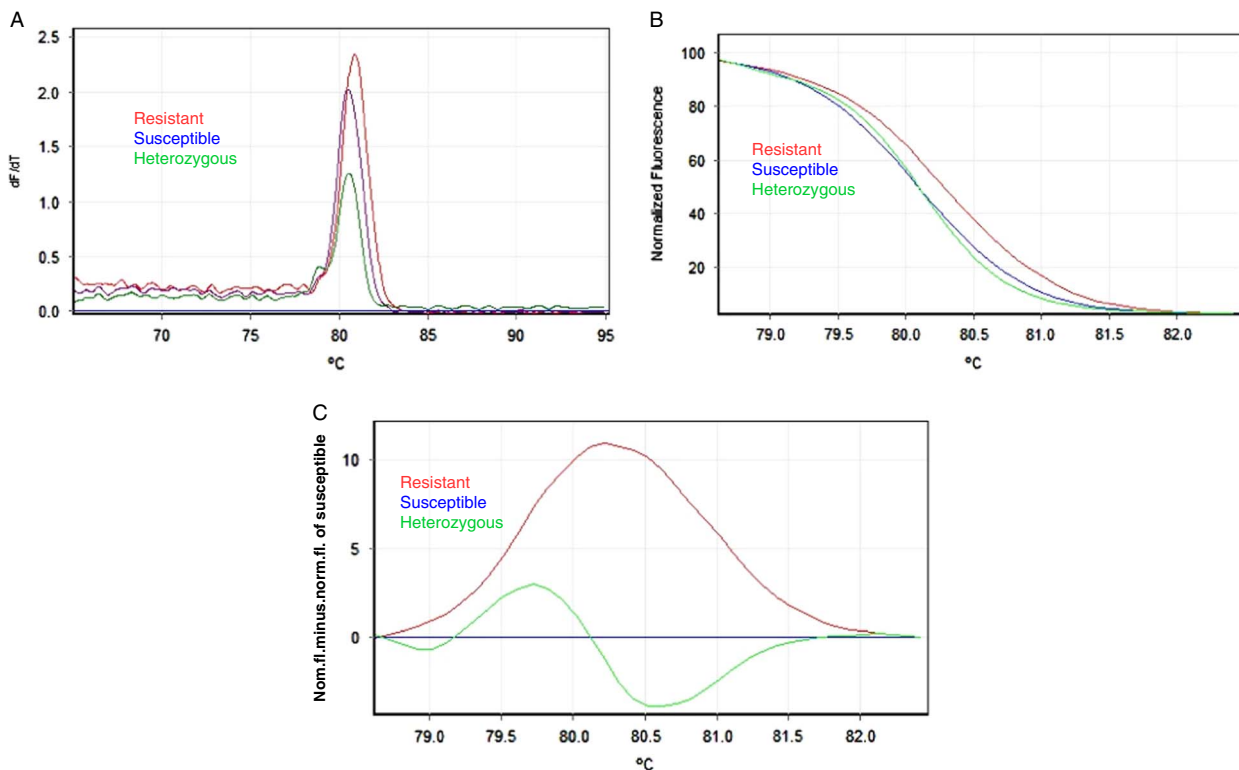 A
2.5
2.0
1.5
1.0
0.5
0.0
dF/dT
Resistant
Susceptible
Heterozygous
70 75 80 85 90 95
ºC
B
100
80
60
40
20
Normalized Fluorescence
Resistant
Susceptible
Heterozygous
79.0 79.5 80.0 80.5 81.0 81.5 82.0
ºC
C
10
5
0
Nom.fl.minus.norm.fl. of susceptible
Resistant
Susceptible
Heterozygous
79.0 79.5 80.0 80.5 81.0 81.5 82.0
ºC